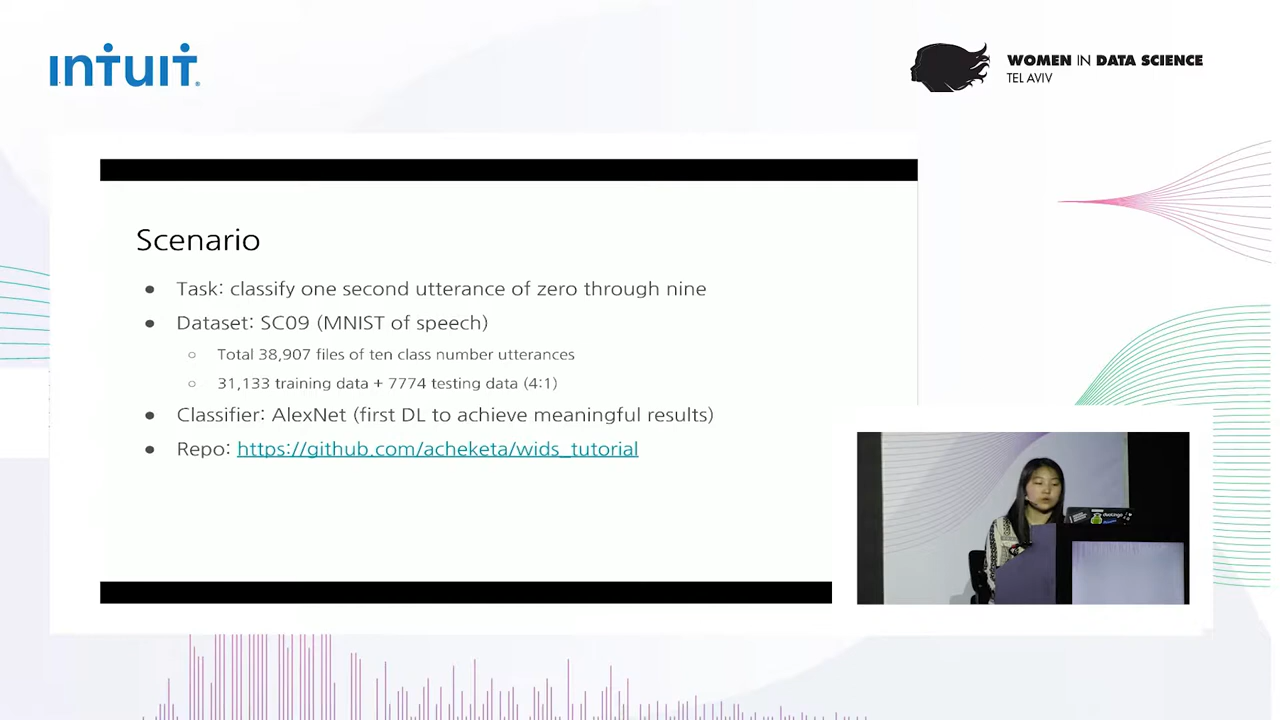 INTUIT
WOMEN IN DATA SCIENCE
TEL AVIV
Scenario
● Task: classify one second utterance of zero through nine
● Dataset: SC09 (MNIST of speech)
○ Total 38,907 files of ten class number utterances
○ 31,133 training data + 7774 testing data (4:1)
● Classifier: AlexNet (first DL to achieve meaningful results)
● Repo: https://github.com/acheketa/wids_tutorial